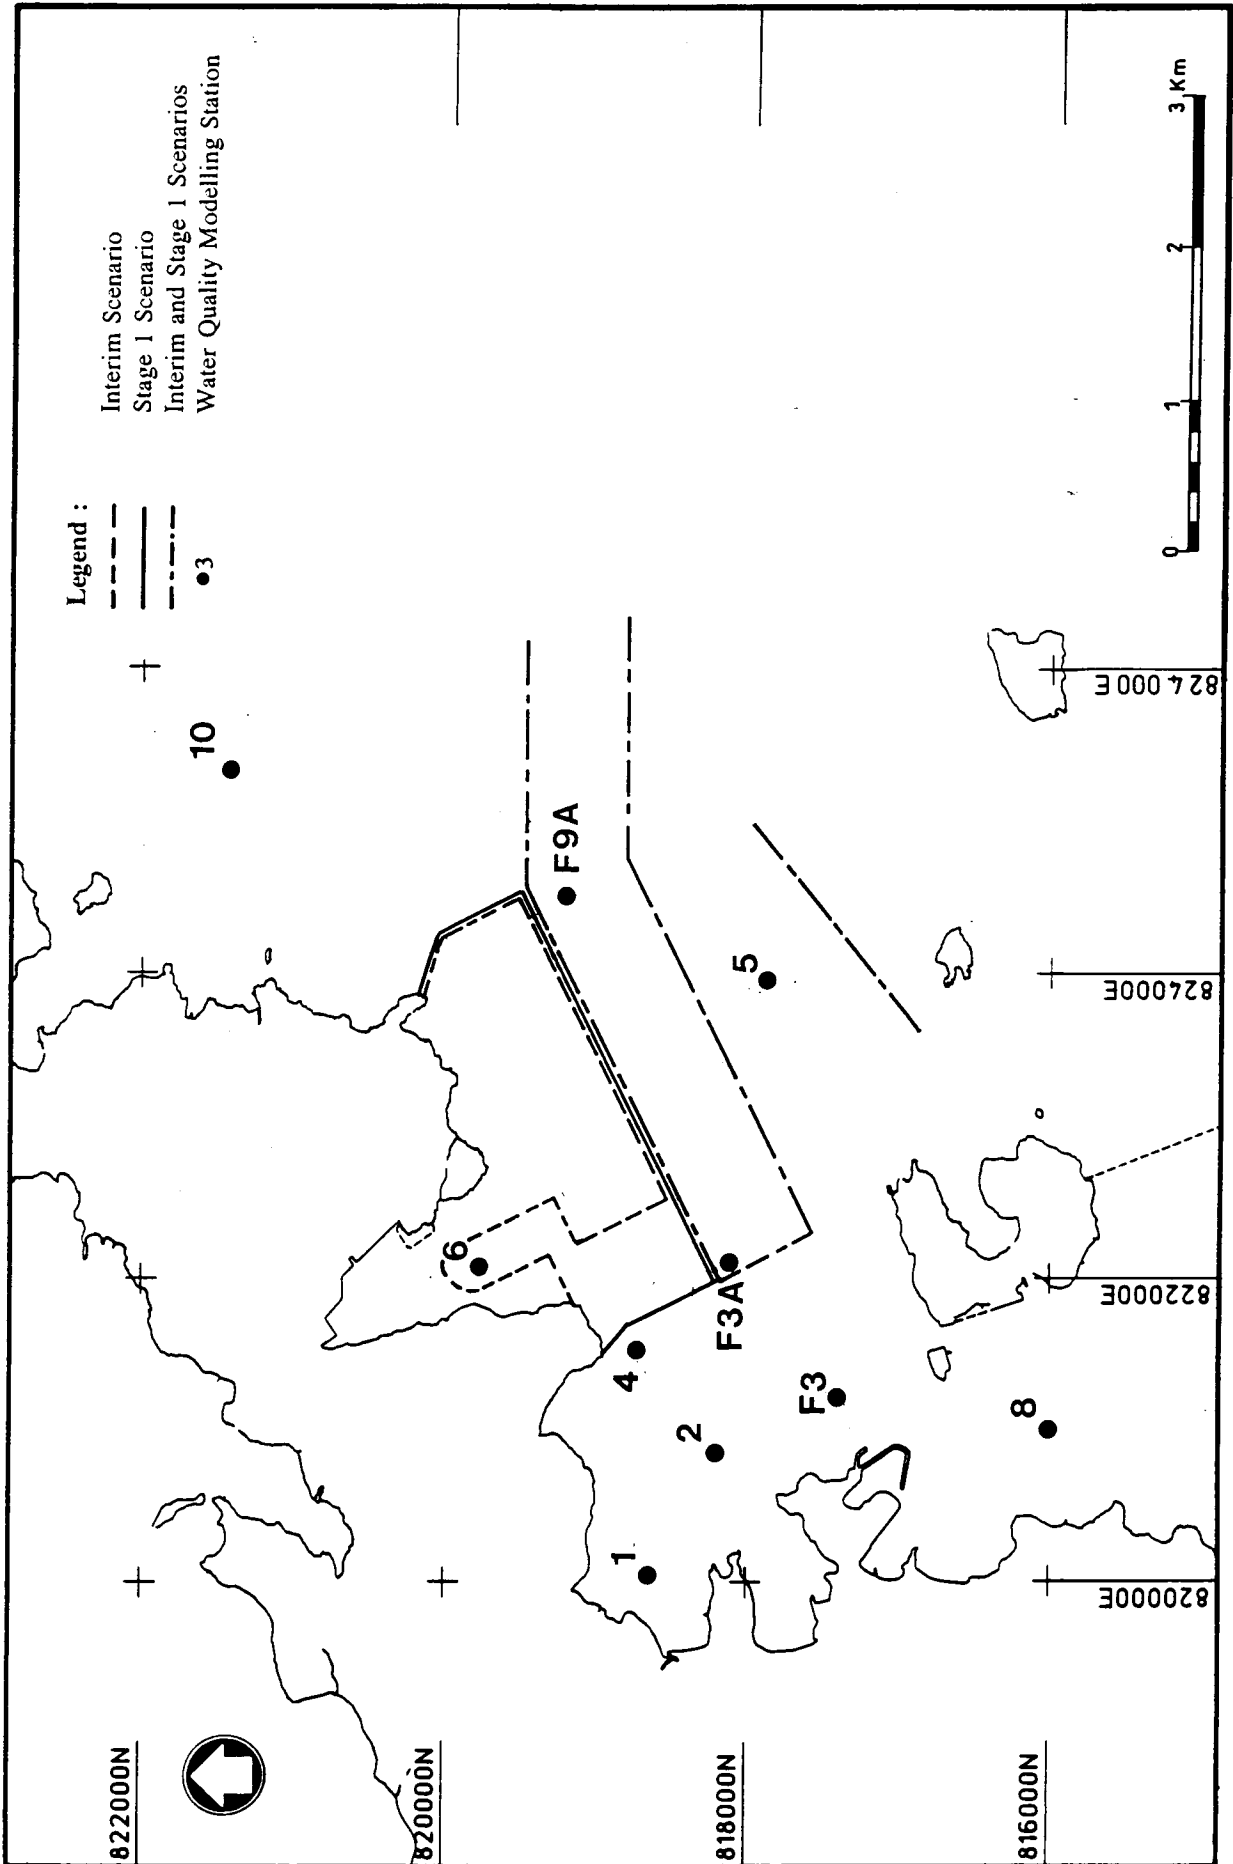 Legend :
Interim Scenario
Stage 1 Scenario
Interim and Stage 1 Scenarios
●3 Water Quality Modelling Station
10
F9A
5
6
4
F3A
2
F3
1
8
822000N
820000N
818000N
816000N
820000E
822000E
824000E
824 000 E
0 1 2 3 Km